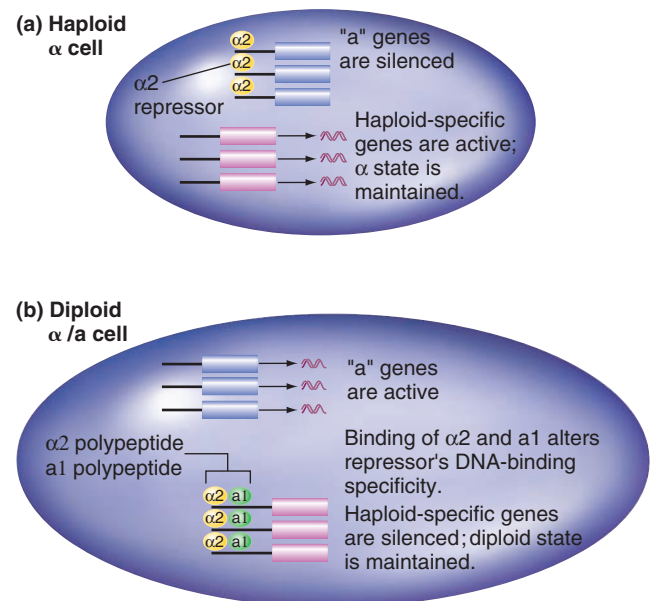 (a) Haploid
α cell
α2
α2
α2
α2
repressor
"a" genes
are silenced
Haploid-specific
genes are active;
α state is
maintained.
(b) Diploid
α /a cell
"a" genes
are active
α2 polypeptide
a1 polypeptide
α2 a1
α2 a1
α2 a1
Binding of α2 and a1 alters
repressor's DNA-binding
specificity.
Haploid-specific genes
are silenced; diploid state
is maintained.